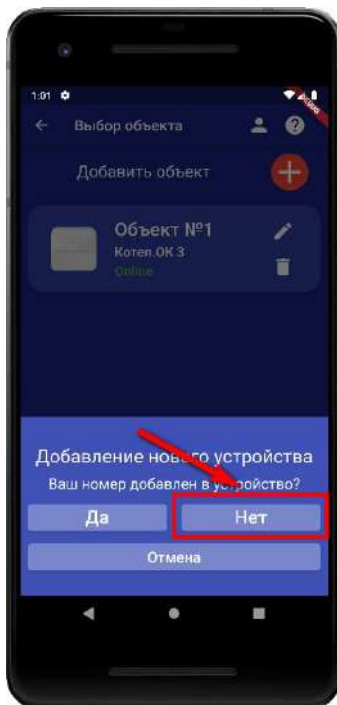 1:01
Выбор объекта
Добавить объект
Объект №1
Котел.OK 3
Online
Добавление нового устройства
Ваш номер добавлен в устройство?
Да Нет
Отмена